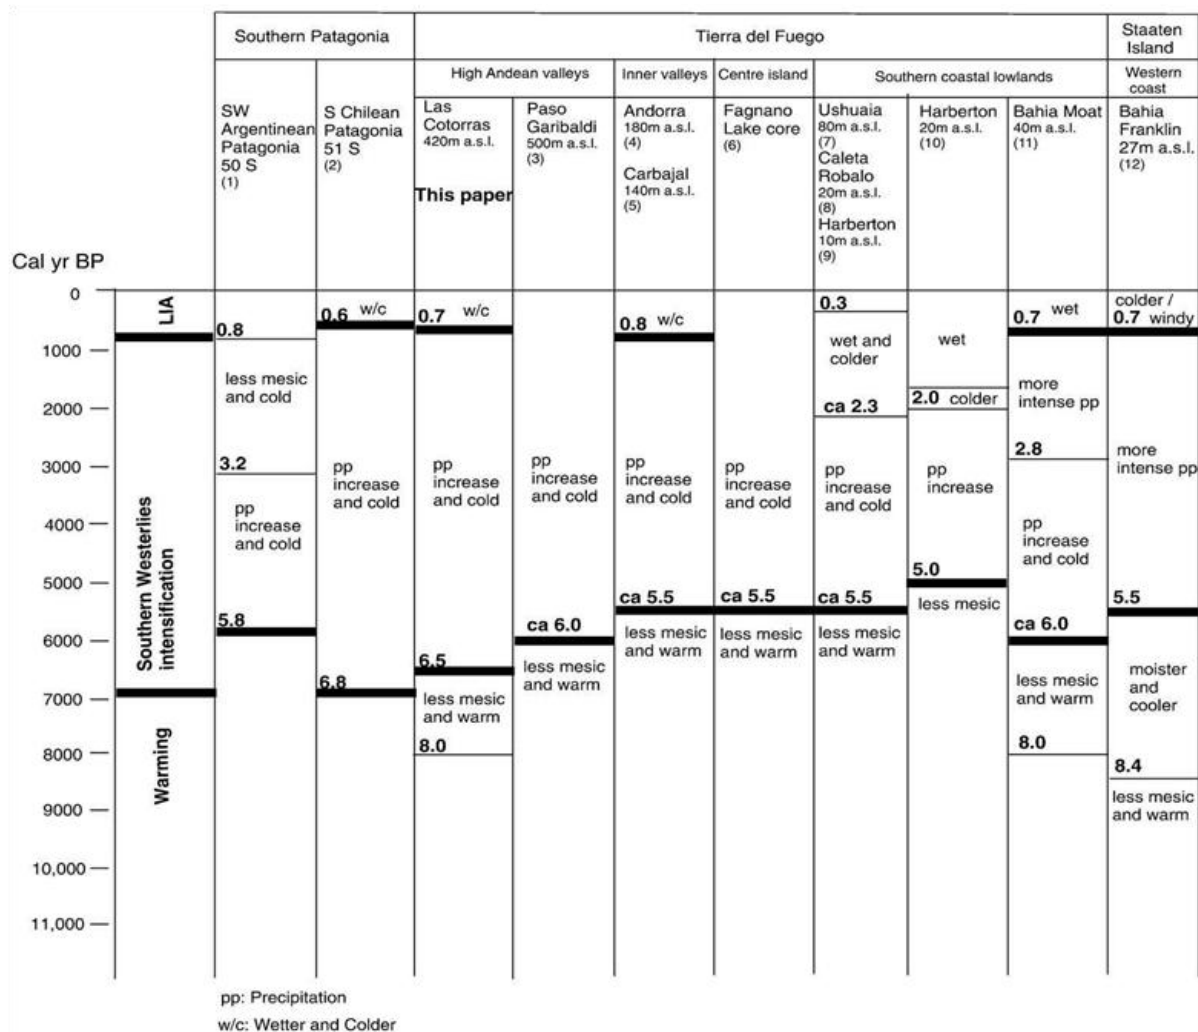 Southern Patagonia
Tierra del Fuego
Staaten
Island
High Andean valleys
Inner valleys
Centre island
Southern coastal lowlands
Western
coast
SW
Argentinean
Patagonia
50 S
(1)
S Chilean
Patagonia
51 S
(2)
Las
Cotorras
420m a.s.l.
This paper
Paso
Garibaldi
500m a.s.l.
(3)
Andorra
180m a.s.l.
(4)
Carbajal
140m a.s.l.
(5)
Fagnano
Lake core
(6)
Ushuaia
80m a.s.l.
(7)
Caleta
Robalo
20m a.s.l.
(8)
Harberton
10m a.s.l.
(9)
Harberton
20m a.s.l.
(10)
Bahia Moat
40m a.s.l.
(11)
Bahia
Franklin
27m a.s.l.
(12)
Cal yr BP
0
1000
2000
3000
4000
5000
6000
7000
8000
9000
10,000
11,000
LIA
Southern Westerlies
intensification
Warming
0.8
less mesic
and cold
3.2
pp
increase
and cold
5.8
0.6 w/c
pp
increase
and cold
6.8
0.7 w/c
pp
increase
and cold
6.5
less mesic
and warm
8.0
pp
increase
and cold
ca 6.0
less mesic
and warm
0.8 w/c
pp
increase
and cold
ca 5.5
less mesic
and warm
pp
increase
and cold
ca 5.5
less mesic
and warm
0.3
wet and
colder
ca 2.3
pp
increase
and cold
ca 5.5
less mesic
and warm
wet
2.0 colder
pp
increase
5.0
less mesic
0.7 wet
more
intense pp
2.8
pp
increase
and cold
ca 6.0
less mesic
and warm
8.0
colder /
0.7 windy
more
intense pp
5.5
moister
and
cooler
8.4
less mesic
and warm
pp: Precipitation
w/c: Wetter and Colder